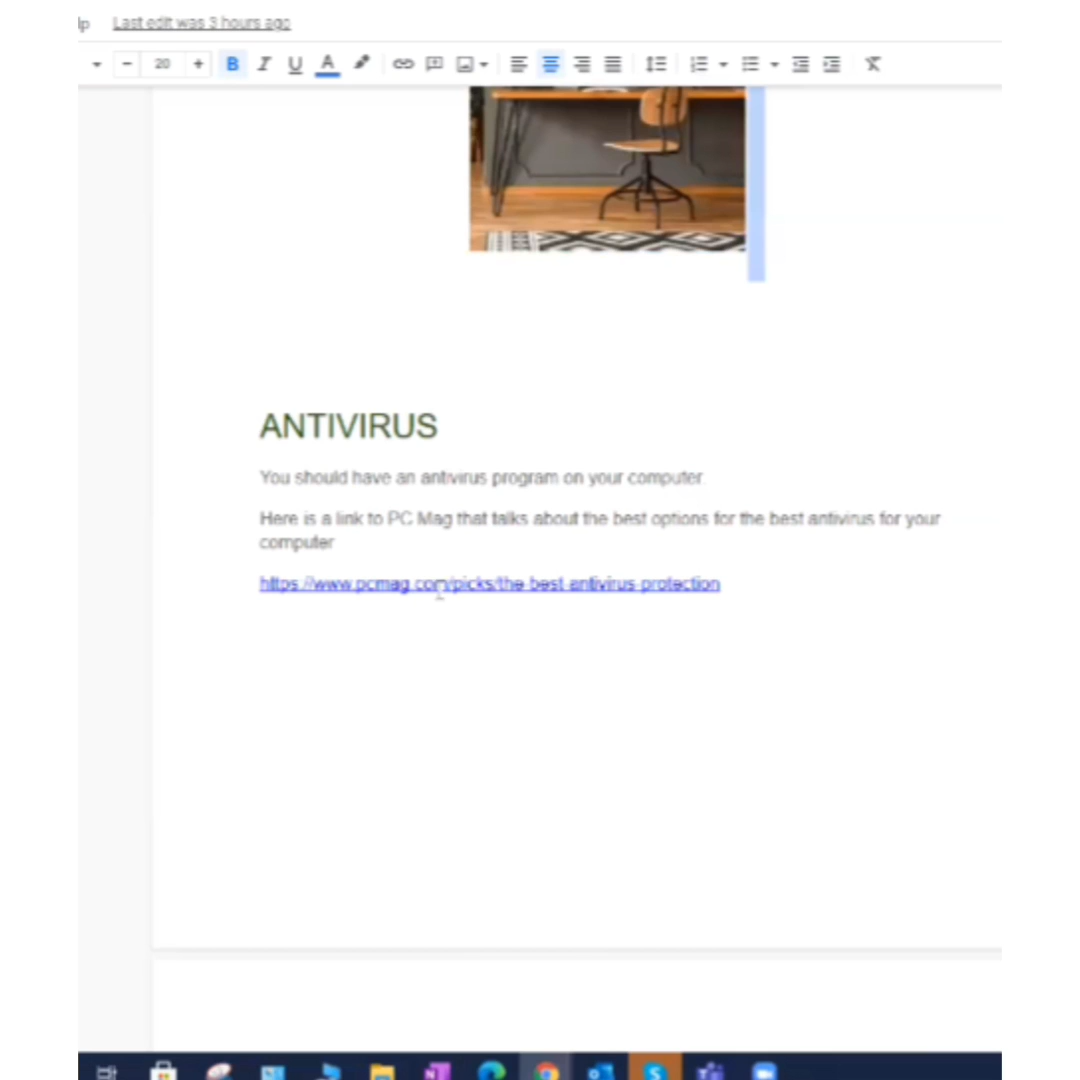 lp Last edit was 3 hours ago
20 B I U A
ANTIVIRUS
You should have an antivirus program on your computer.
Here is a link to PC Mag that talks about the best options for the best antivirus for your
computer
https://www.pcmag.com/picks/the-best-antivirus-protection